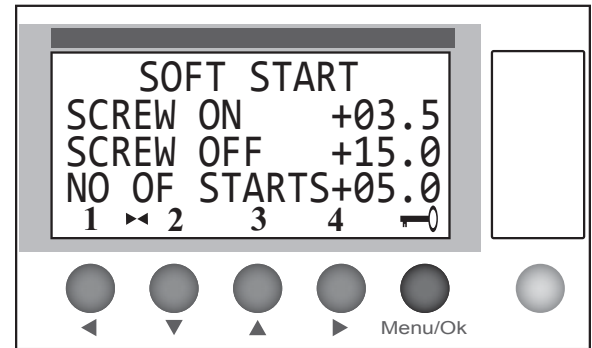 SOFT START
SCREW ON +03.5
SCREW OFF +15.0
NO OF STARTS+05.0
1 2 3 4
Menu/Ok